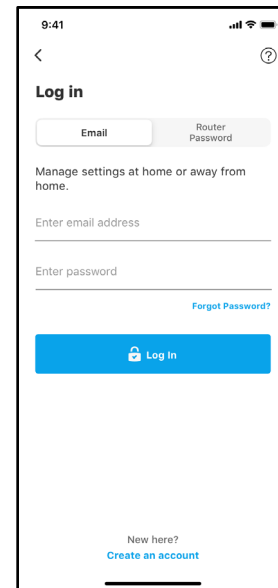 9:41
?
Log in
Email
Router
Password
Manage settings at home or away from
home.
Enter email address
Enter password
Forgot Password?
Log In
New here?
Create an account